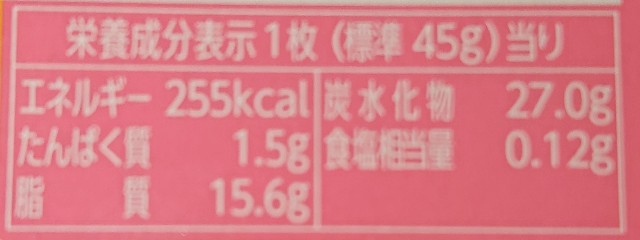 栄養成分表示1枚(標準 45g)当り
エネルギー 255kcal
たんぱく質 1.5g
脂質 15.6g
炭水化物 27.0g
食塩相当量 0.12g